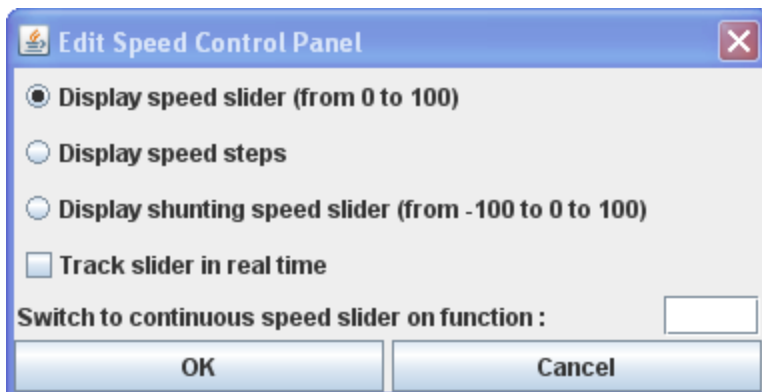 Edit Speed Control Panel
Display speed slider (from 0 to 100)
Display speed steps
Display shunting speed slider (from -100 to 0 to 100)
Track slider in real time
Switch to continuous speed slider on function :
OK
Cancel